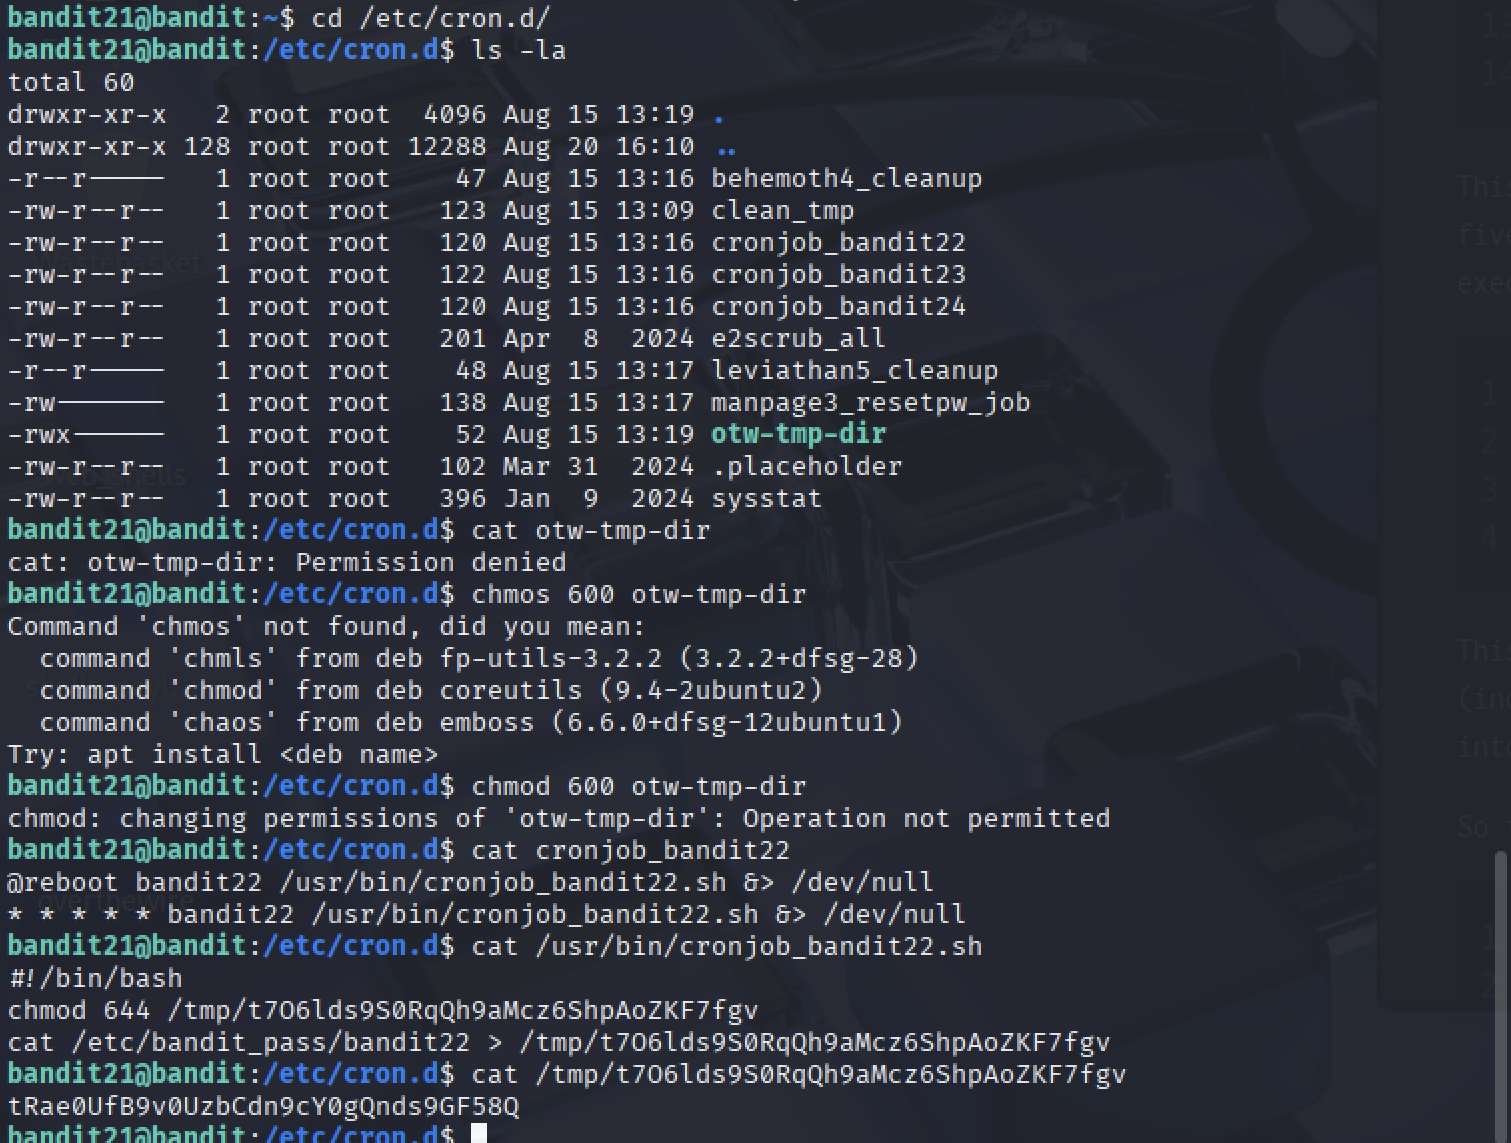 bandit21@bandit:~$ cd /etc/cron.d/
bandit21@bandit:/etc/cron.d$ ls -la
total 60
drwxr-xr-x   2 root root  4096 Aug 15 13:19 .
drwxr-xr-x 128 root root 12288 Aug 20 16:10 ..
-r--r-----   1 root root    47 Aug 15 13:16 behemoth4_cleanup
-rw-r--r--   1 root root   123 Aug 15 13:09 clean_tmp
-rw-r--r--   1 root root   120 Aug 15 13:16 cronjob_bandit22
-rw-r--r--   1 root root   122 Aug 15 13:16 cronjob_bandit23
-rw-r--r--   1 root root   120 Aug 15 13:16 cronjob_bandit24
-rw-r--r--   1 root root   201 Apr  8  2024 e2scrub_all
-r--r-----   1 root root    48 Aug 15 13:17 leviathan5_cleanup
-rw-------   1 root root   138 Aug 15 13:17 manpage3_resetpw_job
-rwx------   1 root root    52 Aug 15 13:19 otw-tmp-dir
-rw-r--r--   1 root root   102 Mar 31  2024 .placeholder
-rw-r--r--   1 root root   396 Jan  9  2024 sysstat
bandit21@bandit:/etc/cron.d$ cat otw-tmp-dir
cat: otw-tmp-dir: Permission denied
bandit21@bandit:/etc/cron.d$ chmos 600 otw-tmp-dir
Command 'chmos' not found, did you mean:
  command 'chmls' from deb fp-utils-3.2.2 (3.2.2+dfsg-28)
  command 'chmod' from deb coreutils (9.4-2ubuntu2)
  command 'chaos' from deb emboss (6.6.0+dfsg-12ubuntu1)
Try: apt install <deb name>
bandit21@bandit:/etc/cron.d$ chmod 600 otw-tmp-dir
chmod: changing permissions of 'otw-tmp-dir': Operation not permitted
bandit21@bandit:/etc/cron.d$ cat cronjob_bandit22
@reboot bandit22 /usr/bin/cronjob_bandit22.sh &> /dev/null
* * * * * bandit22 /usr/bin/cronjob_bandit22.sh &> /dev/null
bandit21@bandit:/etc/cron.d$ cat /usr/bin/cronjob_bandit22.sh
#!/bin/bash
chmod 644 /tmp/t7O6lds9S0RqQh9aMcz6ShpAoZKF7fgv
cat /etc/bandit_pass/bandit22 > /tmp/t7O6lds9S0RqQh9aMcz6ShpAoZKF7fgv
bandit21@bandit:/etc/cron.d$ cat /tmp/t7O6lds9S0RqQh9aMcz6ShpAoZKF7fgv
tRae0UfB9v0UzbCdn9cY0gQnds9GF58Q
bandit21@bandit:/etc/cron.d$